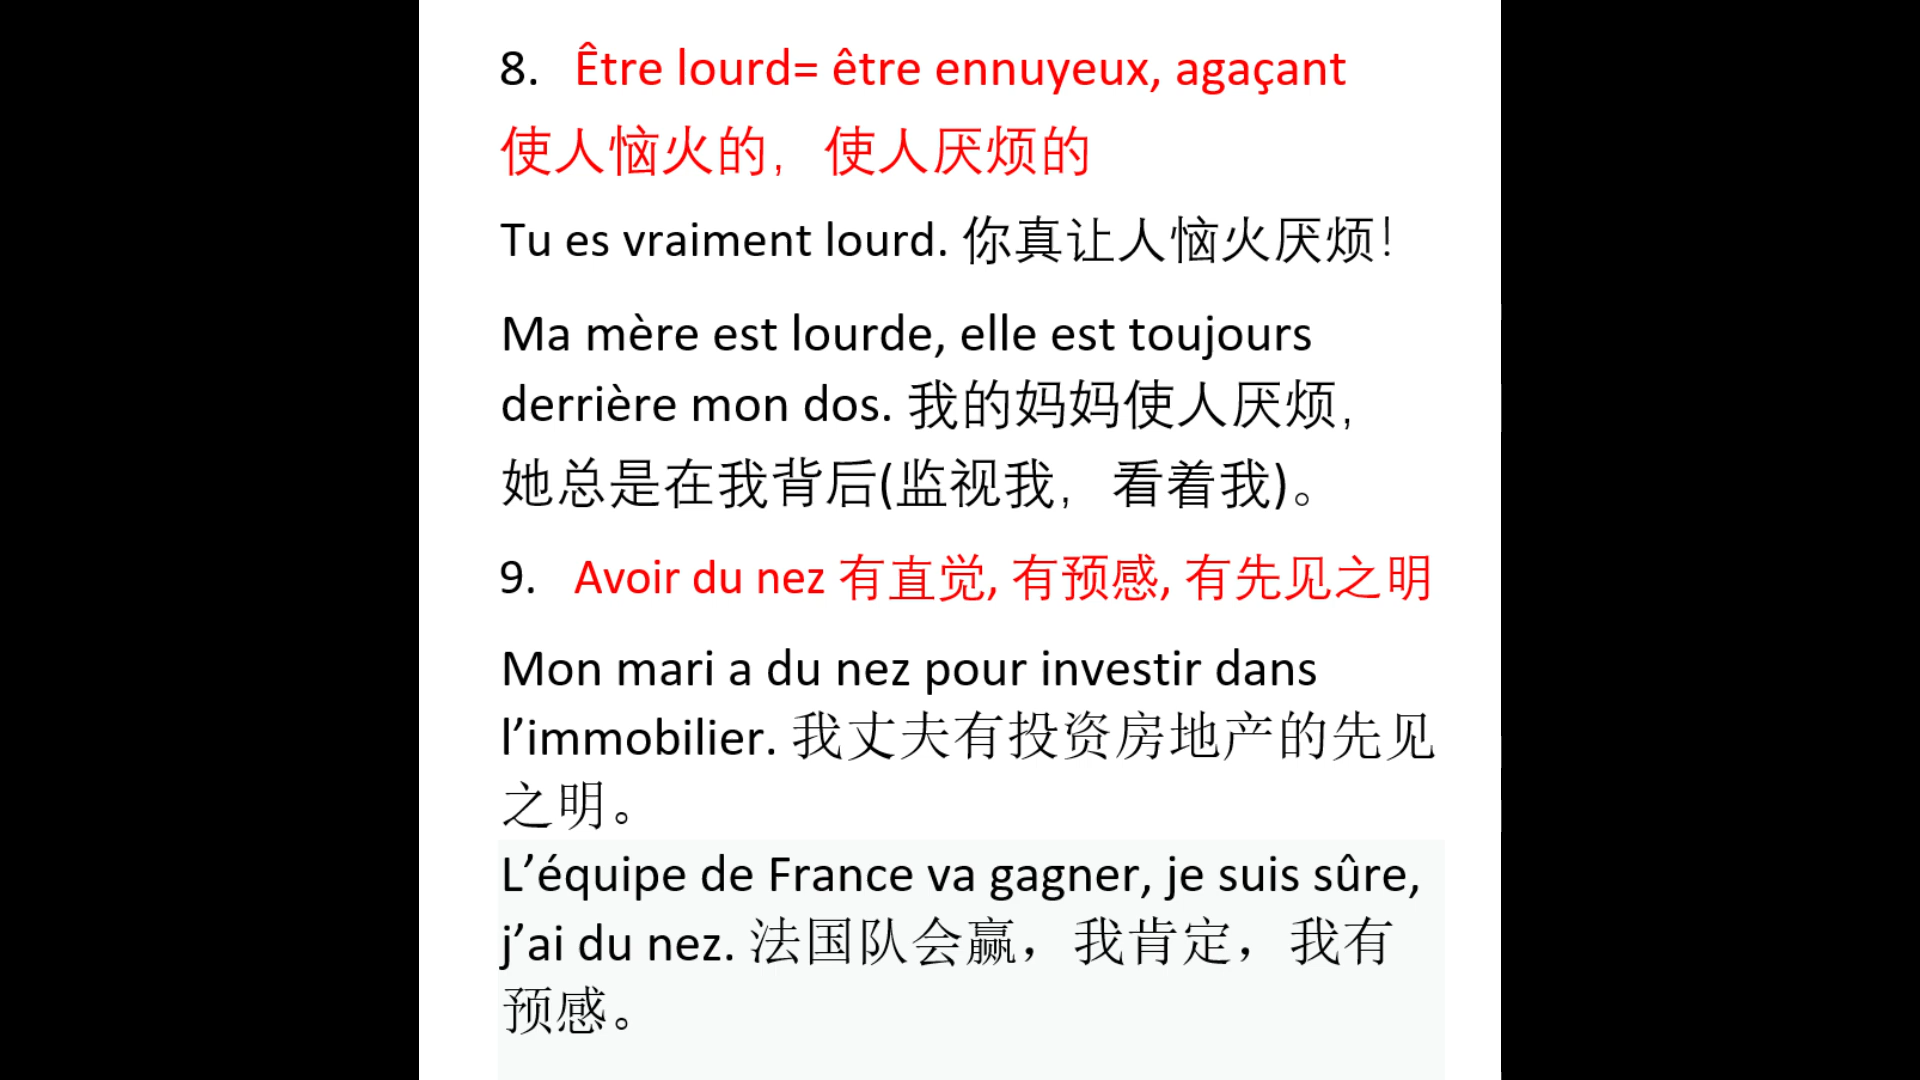 8. Être lourd= être ennuyeux, agaçant
使人恼火的，使人厌烦的
Tu es vraiment lourd. 你真让人恼火厌烦！
Ma mère est lourde, elle est toujours
derrière mon dos. 我的妈妈使人厌烦，
她总是在我背后(监视我，看着我)。
9. Avoir du nez 有直觉, 有预感, 有先见之明
Mon mari a du nez pour investir dans
l’immobilier. 我丈夫有投资房地产的先见
之明。
L’équipe de France va gagner, je suis sûre,
j’ai du nez. 法国队会赢，我肯定，我有
预感。